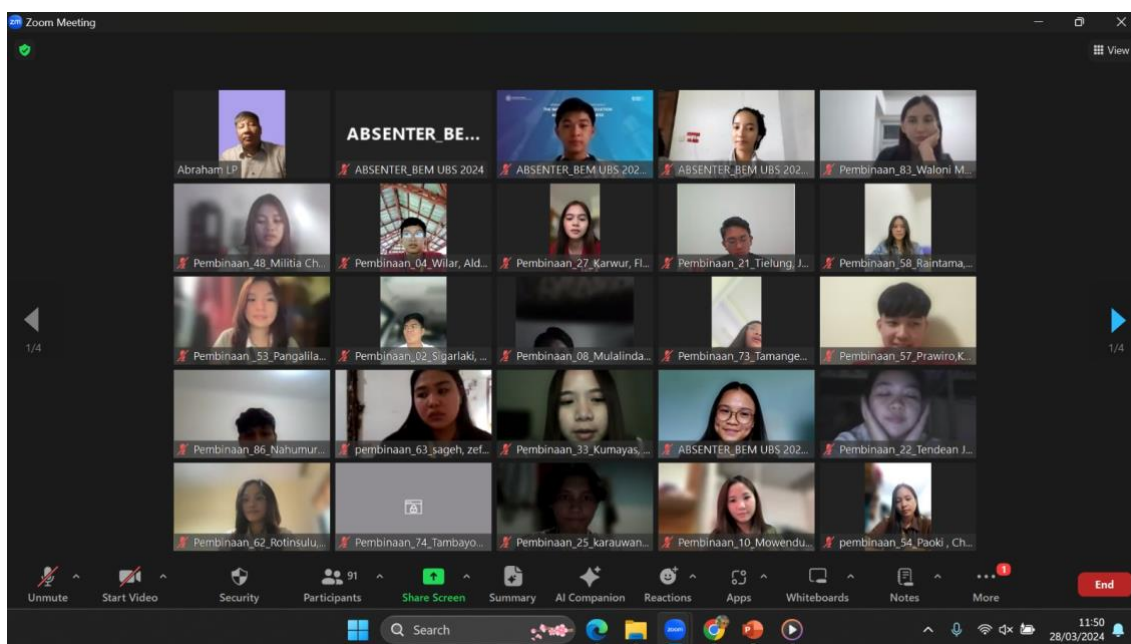 zm Zoom Meeting
View
ABSENTER_BE...
Abraham LP
ABSENTER_BEM UBS 2024
ABSENTER_BEM UBS 202...
ABSENTER_BEM UBS 202...
Pembinaan_83_Waloni M...
Pembinaan_48_Militia Ch...
Pembinaan_04_Wilar, Ald...
Pembinaan_27_Karwur, Fl...
Pembinaan_21_Tielung, J...
Pembinaan_58_Raintama,...
1/4
Pembinaan _53_Pangalila...
Pembinaan_02_Sigarlaki, ...
Pembinaan_08_Mulalinda...
Pembinaan_73_Tamange...
Pembinaan_57_Prawiro,K...
1/4
Pembinaan_86_Nahumur...
pembinaan_63_sageh, zef...
Pembinaan_33_Kumayas, ...
ABSENTER_BEM UBS 202...
Pembinaan_22_Tendean J...
Pembinaan_62_Rotinsulu,...
Pembinaan_74_Tambayo...
Pembinaan_25_karauwan...
Pembinaan_10_Mowendu...
pembinaan_54_Paoki , Ch...
91
1
Unmute
Start Video
Security
Participants
Share Screen
Summary
AI Companion
Reactions
Apps
Whiteboards
Notes
More
End
Search
zoom
11:50
28/03/2024